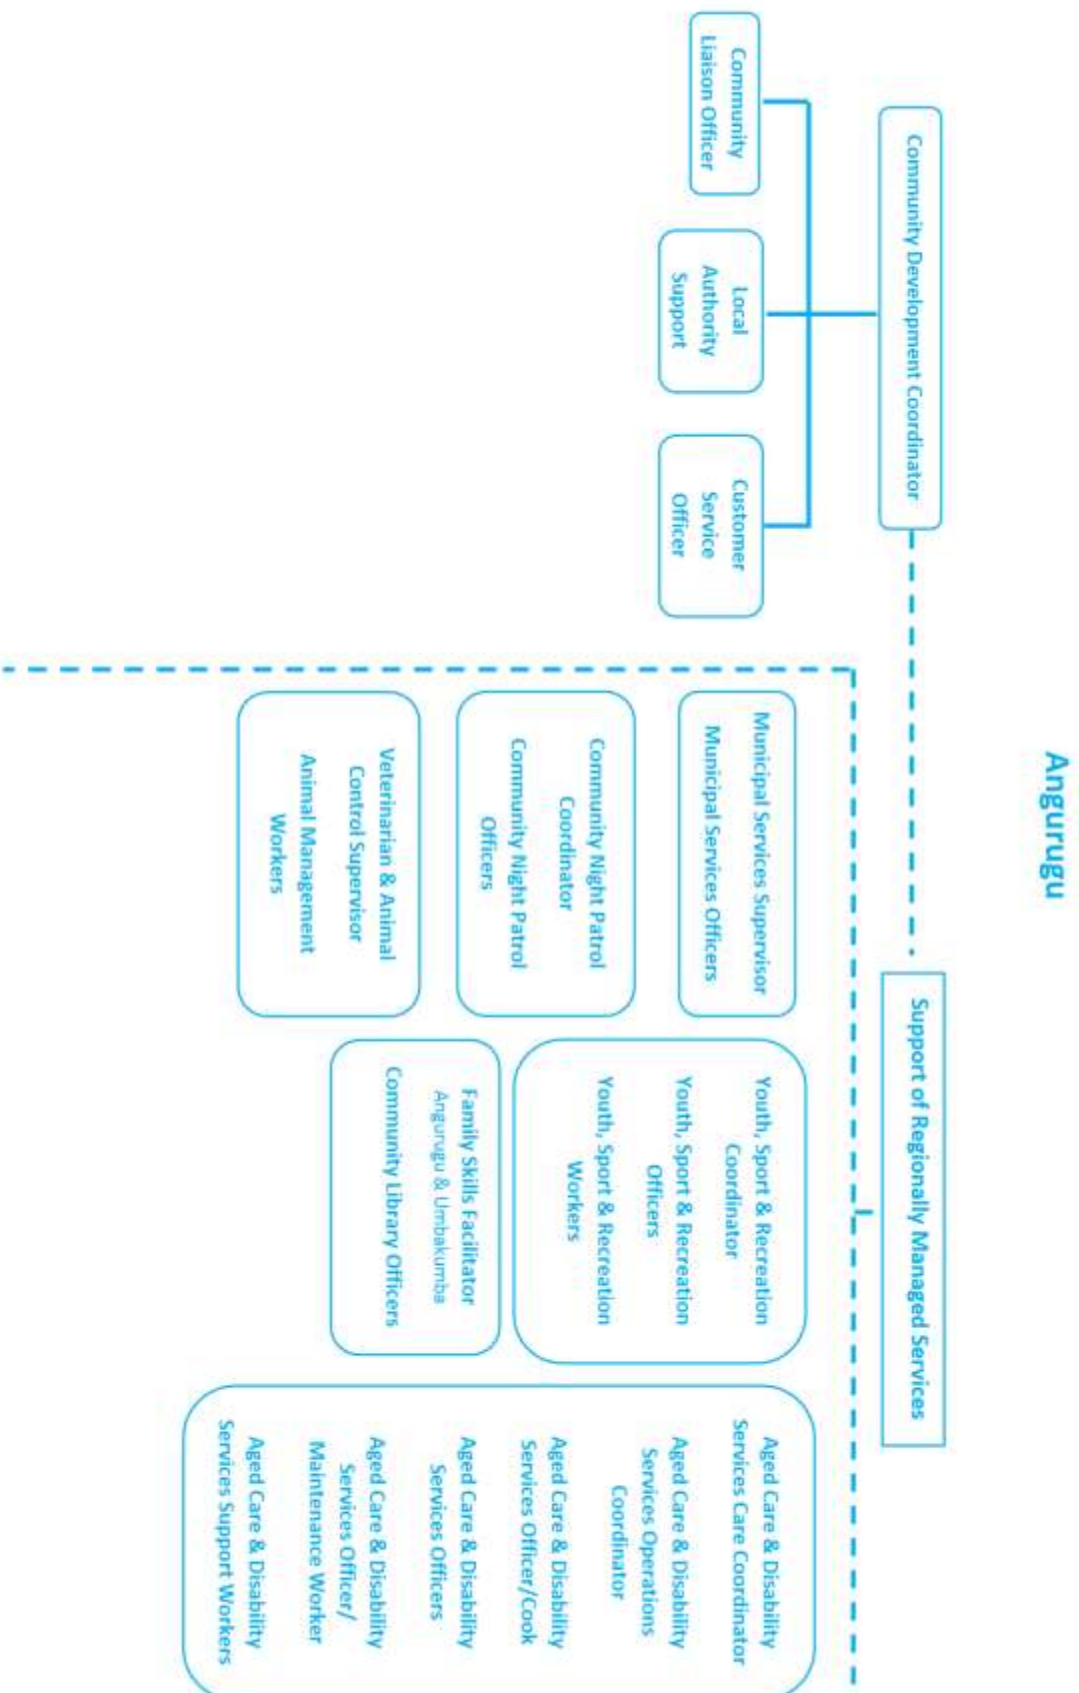 Angurugu
Community Development Coordinator
Support of Regionally Managed Services
Community
Liaison Officer
Local
Authority
Support
Customer
Service
Officer
Municipal Services Supervisor
Municipal Services Officers
Community Night Patrol
Coordinator
Community Night Patrol
Officers
Veterinarian & Animal
Control Supervisor
Animal Management
Workers
Youth, Sport & Recreation
Coordinator
Youth, Sport & Recreation
Officers
Youth, Sport & Recreation
Workers
Family Skills Facilitator
Angurugu & Umbakumba
Community Library Officers
Aged Care & Disability
Services Care Coordinator
Aged Care & Disability
Services Operations
Coordinator
Aged Care & Disability
Services Officer/Cook
Aged Care & Disability
Services Officers
Aged Care & Disability
Services Officer/
Maintenance Worker
Aged Care & Disability
Services Support Workers